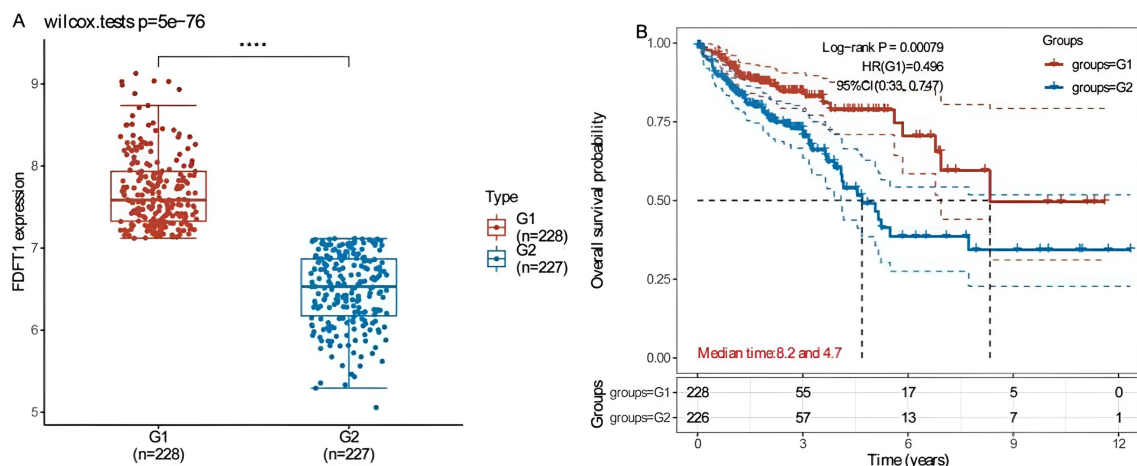 A
wilcox.tests p=5e−76
....
FDFT1 expression
9
8
7
6
5
G1
(n=228)
G2
(n=227)
Type
G1
(n=228)
G2
(n=227)
B
Log−rank P = 0.00079
HR(G1)=0.496
95%CI(0.33, 0.747)
Groups
groups=G1
groups=G2
Overall survival probability
1.00
0.75
0.50
0.25
0.00
Median time:8.2 and 4.7
Groups
groups=G1 228 55 17 5 0
groups=G2 226 57 13 7 1
0 3 6 9 12
Time (years)